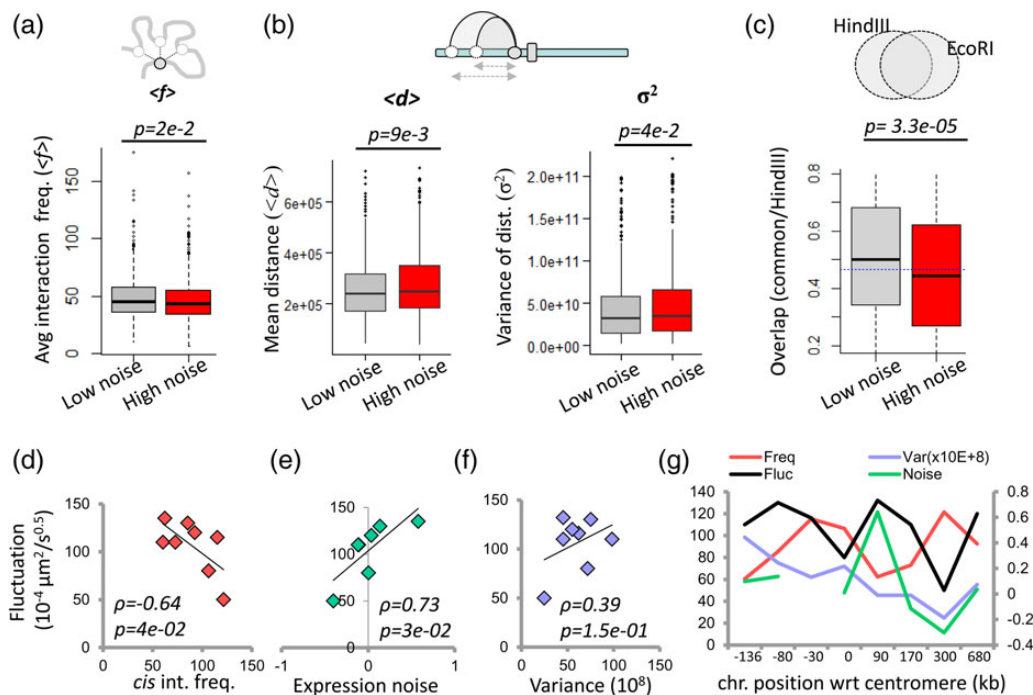 (a)
<f>
p=2e-2
Avg interaction freq. (<f>)
150
100
50
0
Low noise
High noise
(b)
<d>
p=9e-3
Mean distance (<d>)
6e+05
4e+05
2e+05
Low noise
High noise
σ²
p=4e-2
Variance of dist. (σ²)
2.0e+11
1.5e+11
1.0e+11
5.0e+10
0.0e+00
Low noise
High noise
(c)
HindIII
EcoRI
p= 3.3e-05
Overlap (common/HindIII)
0.8
0.6
0.4
0.2
Low noise
High noise
(d)
Fluctuation
(10⁻⁴ μm²/s⁰·⁵)
150
100
50
0
ρ=-0.64
p=4e-02
0 50 100 150
cis int. freq.
(e)
150
100
50
0
ρ=0.73
p=3e-02
-1 0 1
Expression noise
(f)
150
100
50
0
ρ=0.39
p=1.5e-01
0 50 100 150
Variance (10⁸)
(g)
Freq Var(x10E+8)
Fluc Noise
140
120
100
80
60
40
20
0
0.8
0.6
0.4
0.2
0
-0.2
-0.4
-136 -80 -30 0 90 170 300 680
chr. position wrt centromere (kb)